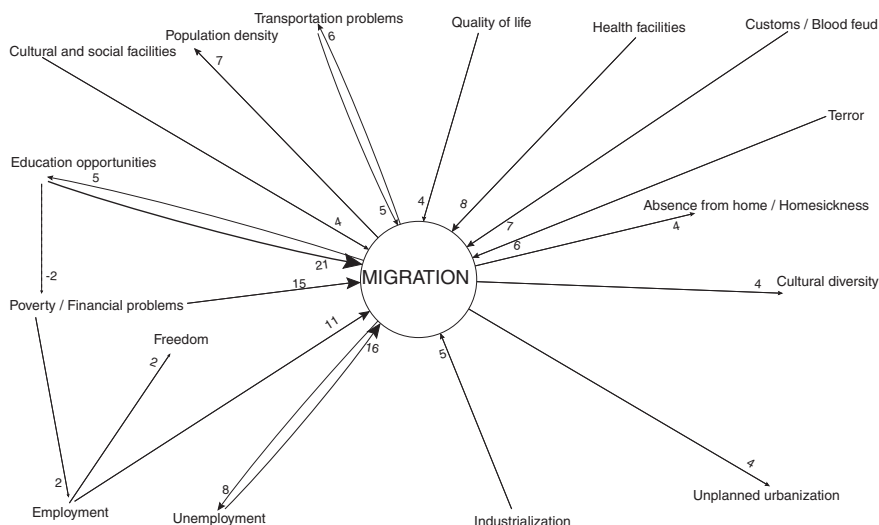 Transportation problems
Quality of life
Health facilities
Customs / Blood feud
Population density
Cultural and social facilities
6
7
Terror
Education opportunities
5
4
5
4
8
7
6
Absence from home / Homesickness
4
21
-2
MIGRATION
Cultural diversity
4
15
Poverty / Financial problems
11
Freedom
2
16
5
4
2
8
Employment
Unemployment
Industrialization
Unplanned urbanization